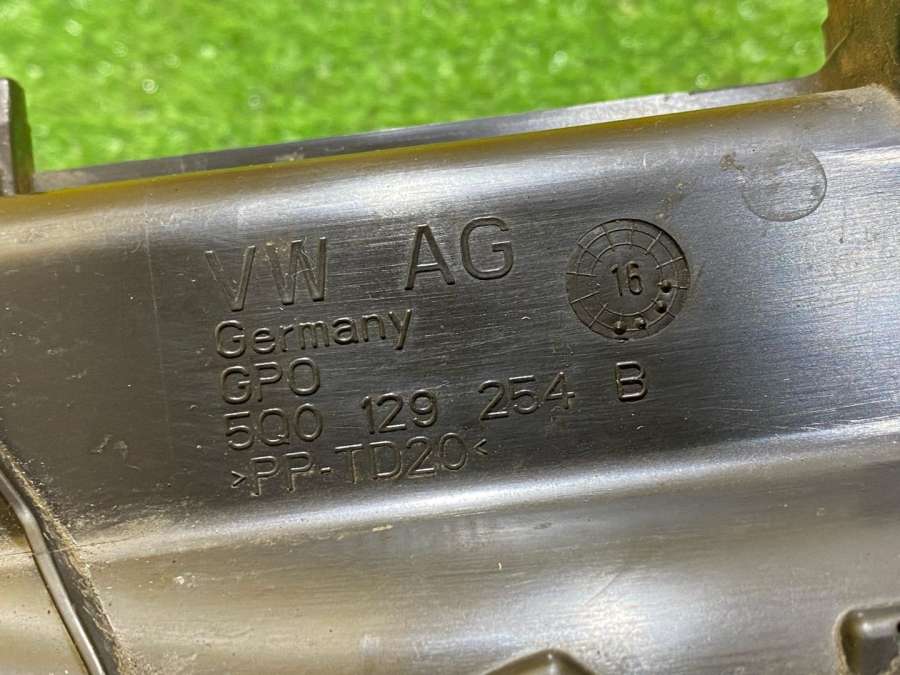 VW AG
16
Germany
GPO
5Q0 129 254 B
>PP-TD20<